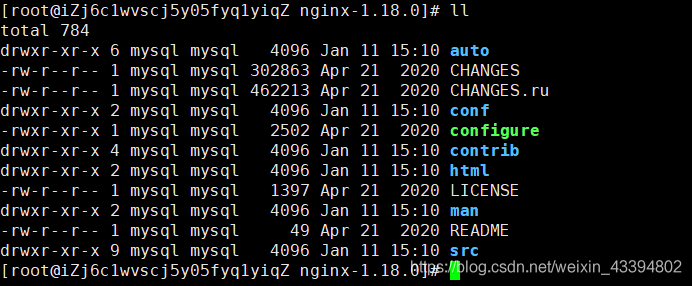 [root@iZj6c1wvscj5y05fyq1yiqZ nginx-1.18.0]# ll
total 784
drwxr-xr-x 6 mysql mysql   4096 Jan 11 15:10 auto
-rw-r--r-- 1 mysql mysql 302863 Apr 21  2020 CHANGES
-rw-r--r-- 1 mysql mysql 462213 Apr 21  2020 CHANGES.ru
drwxr-xr-x 2 mysql mysql   4096 Jan 11 15:10 conf
-rwxr-xr-x 1 mysql mysql   2502 Apr 21  2020 configure
drwxr-xr-x 4 mysql mysql   4096 Jan 11 15:10 contrib
drwxr-xr-x 2 mysql mysql   4096 Jan 11 15:10 html
-rw-r--r-- 1 mysql mysql   1397 Apr 21  2020 LICENSE
drwxr-xr-x 2 mysql mysql   4096 Jan 11 15:10 man
-rw-r--r-- 1 mysql mysql     49 Apr 21  2020 README
drwxr-xr-x 9 mysql mysql   4096 Jan 11 15:10 src
[root@iZj6c1wvscj5y05fyq1yiqZ nginx-1.18.0]#
https://blog.csdn.net/weixin_43394802